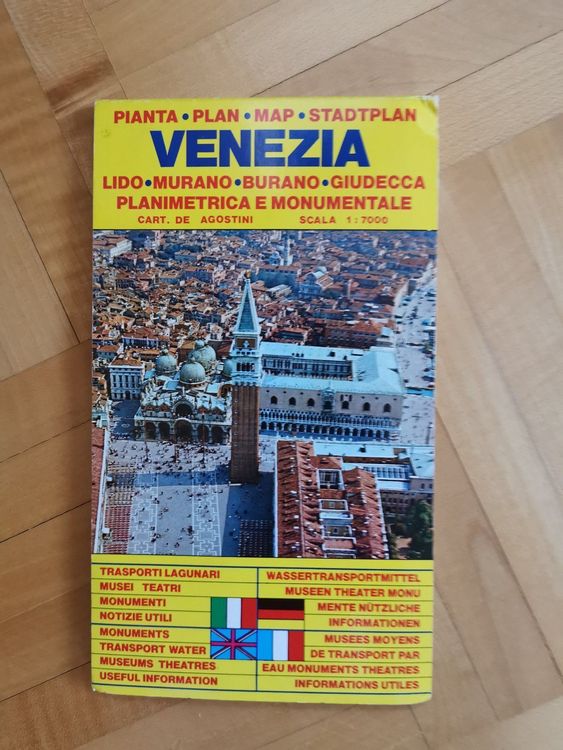 PIANTA • PLAN • MAP • STADTPLAN
VENEZIA
LIDO • MURANO • BURANO • GIUDECCA
PLANIMETRICA E MONUMENTALE
CART. DE AGOSTINI SCALA 1:7000
TRASPORTI LAGUNARI
MUSEI TEATRI
MONUMENTI
NOTIZIE UTILI
MONUMENTS
TRANSPORT WATER
MUSEUMS THEATRES
USEFUL INFORMATION
WASSERTRANSPORTMITTEL
MUSEEN THEATER MONU
MENTE NÜTZLICHE
INFORMATIONEN
MUSEES MOYENS
DE TRANSPORT PAR
EAU MONUMENTS THEATRES
INFORMATIONS UTILES